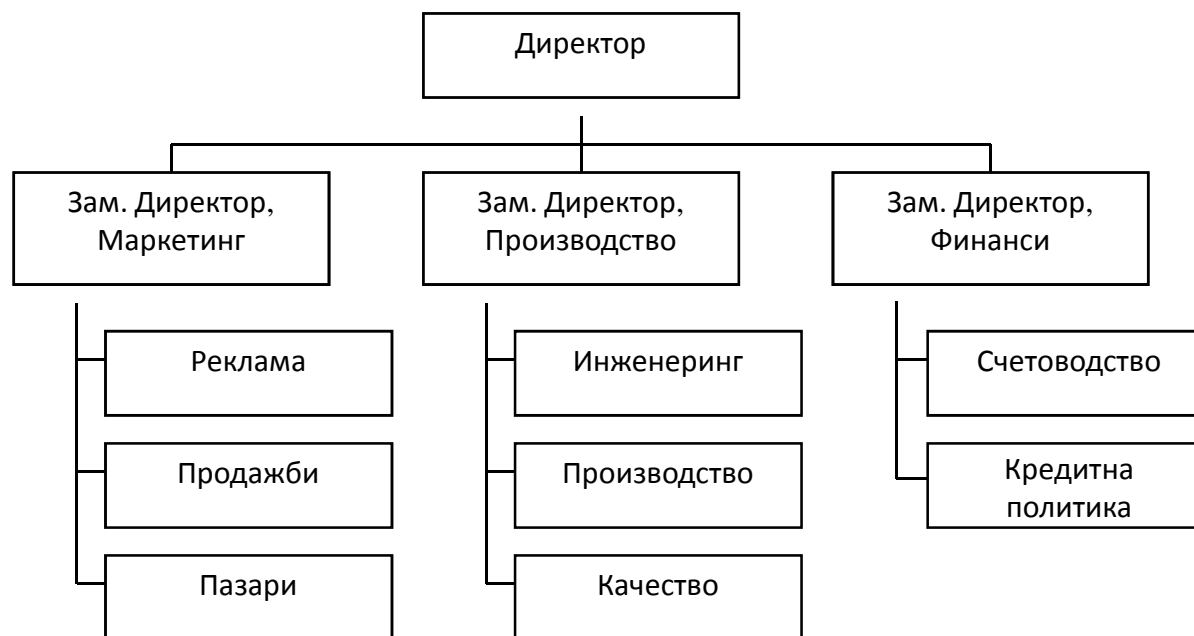 Директор
Зам. Директор,
Маркетинг
Зам. Директор,
Производство
Зам. Директор,
Финанси
Реклама
Инженеринг
Счетоводство
Продажби
Производство
Кредитна
политика
Пазари
Качество